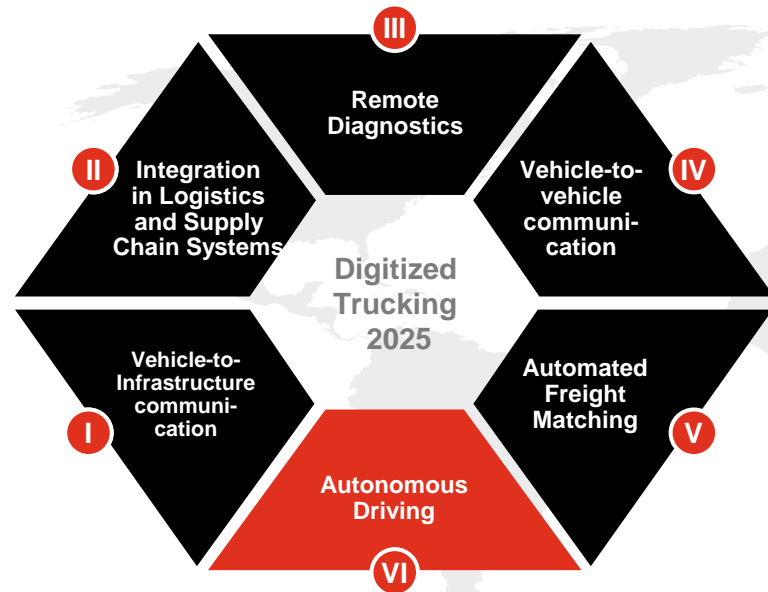 III
Remote
Diagnostics
II
Integration
in Logistics
and Supply
Chain Systems
IV
Vehicle-to-
vehicle
communi-
cation
Digitized
Trucking
2025
I
Vehicle-to-
Infrastructure
communi-
cation
Automated
Freight
Matching
V
Autonomous
Driving
VI